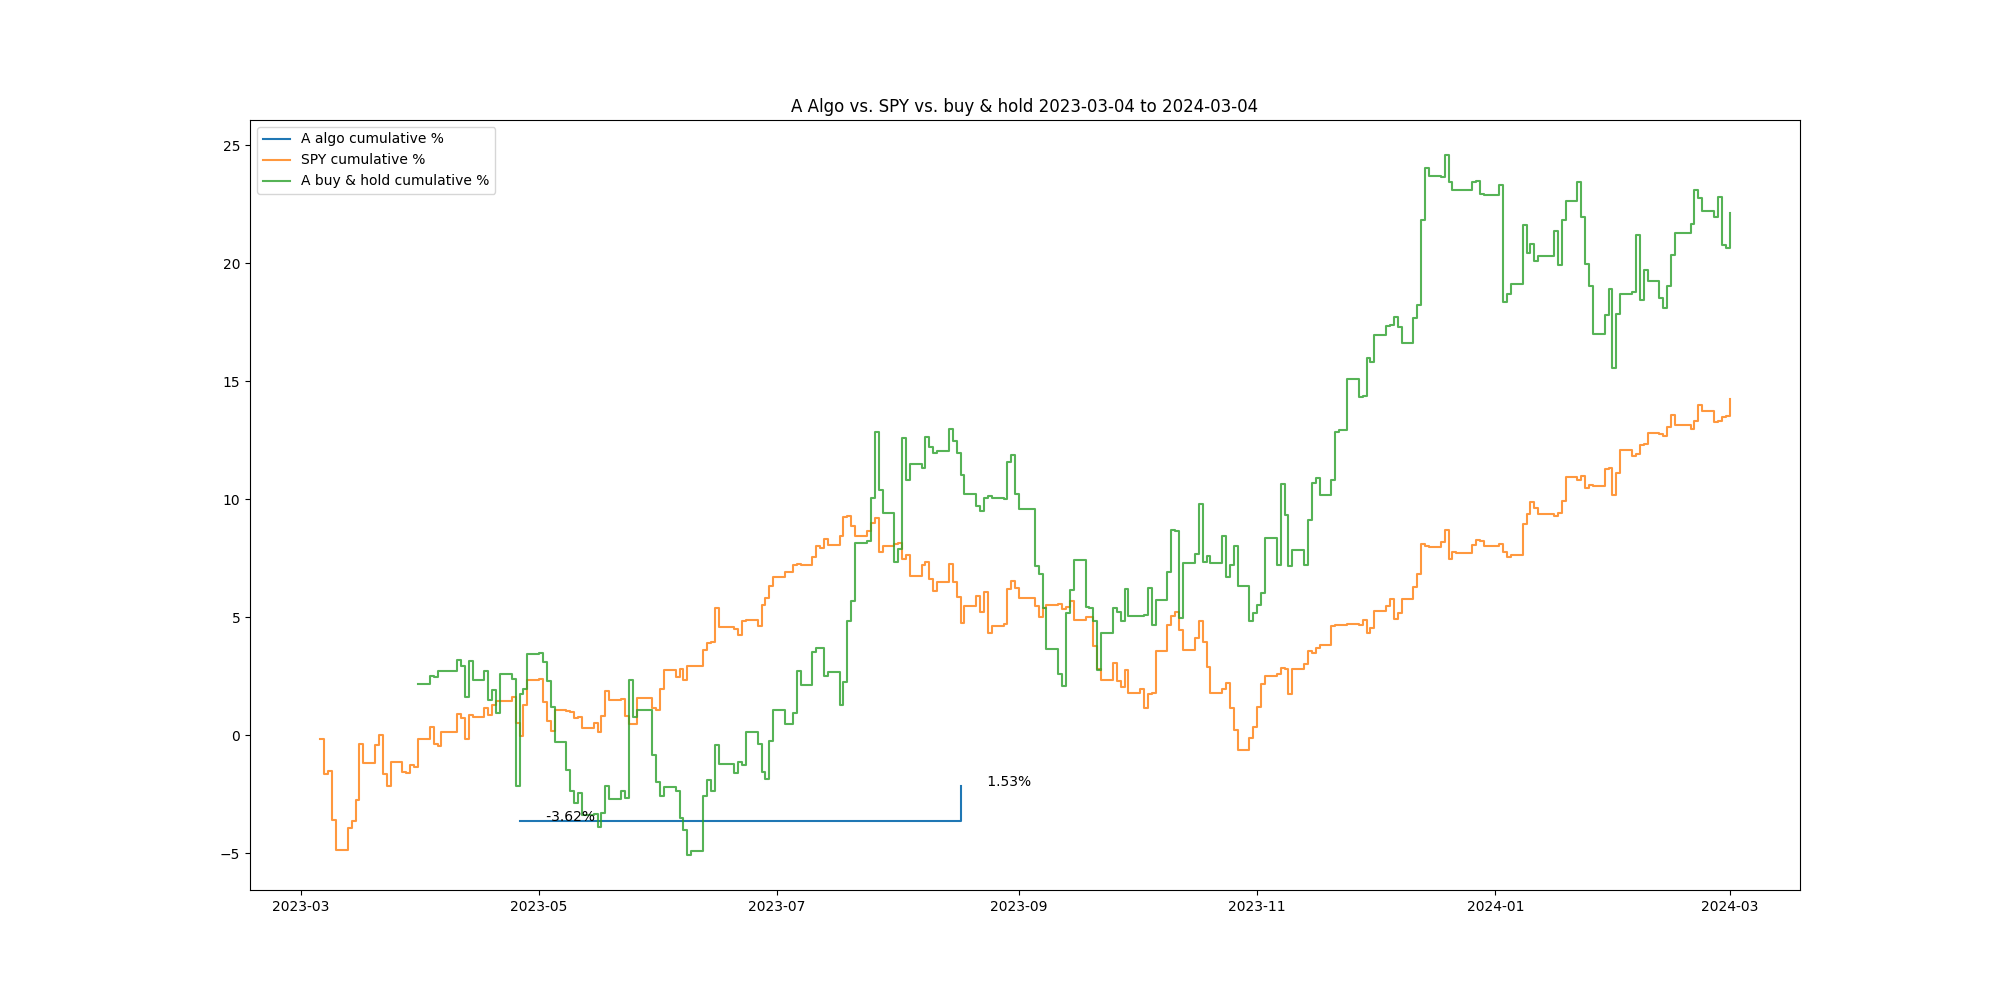 A Algo vs. SPY vs. buy & hold 2023-03-04 to 2024-03-04
A algo cumulative %
SPY cumulative %
A buy & hold cumulative %
25
20
15
10
5
0
−5
1.53%
-3.62%
2023-03 2023-05 2023-07 2023-09 2023-11 2024-01 2024-03